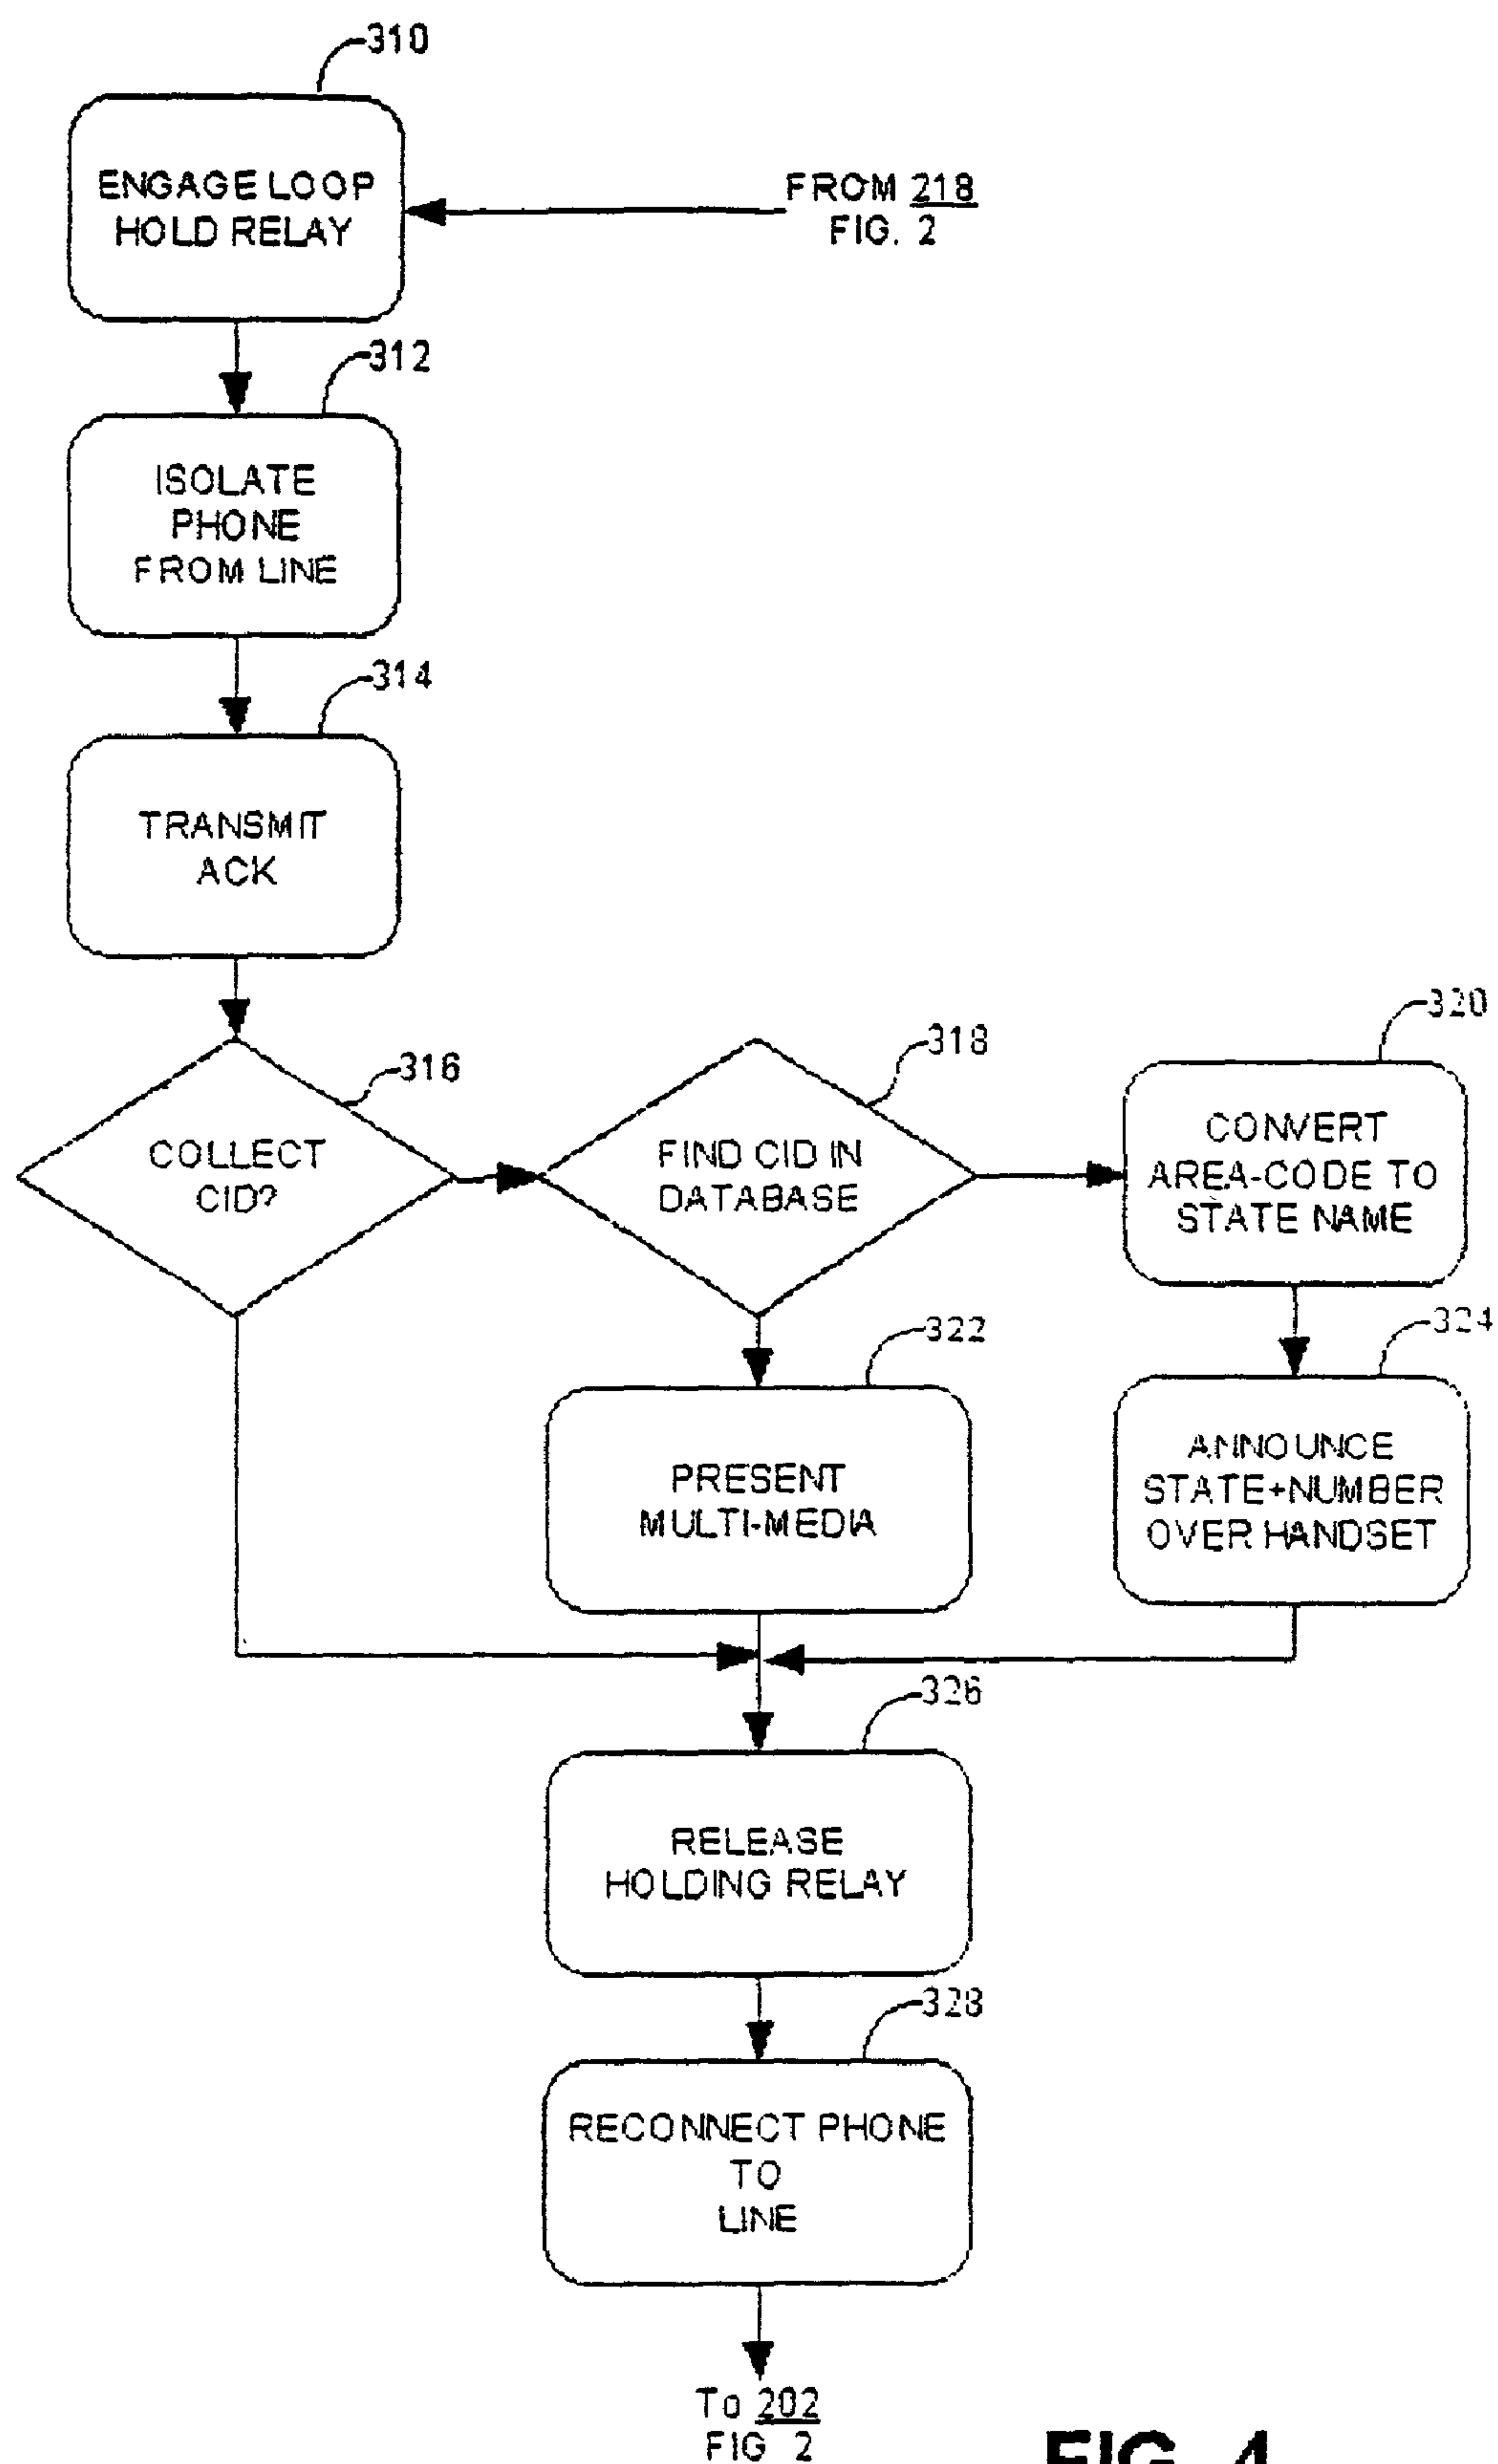 310
ENGAGE LOOP
HOLD RELAY
FROM 218
FIG. 2
312
ISOLATE
PHONE
FROM LINE
314
TRANSMIT
ACK
316
COLLECT
CID?
318
FIND CID IN
DATABASE
320
CONVERT
AREA-CODE TO
STATE NAME
322
PRESENT
MULTI-MEDIA
324
ANNOUNCE
STATE+NUMBER
OVER HANDSET
326
RELEASE
HOLDING RELAY
328
RECONNECT PHONE
TO
LINE
To 202
FIG 2
FIG. 4